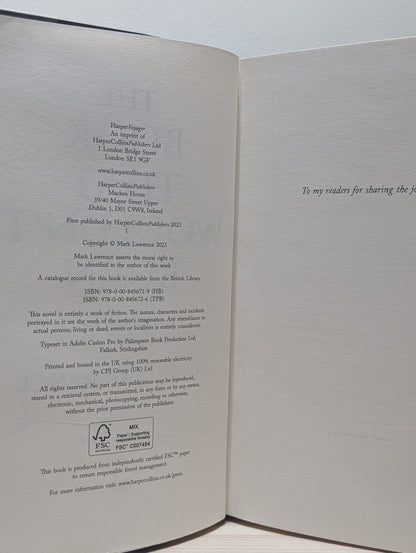 Harper Voyager
An imprint of
HarperCollinsPublishers Ltd
1 London Bridge Street
London SE1 9GF
www.harpercollins.co.uk
HarperCollinsPublishers
Macken House
39/40 Mayor Street Upper
Dublin 1, D01 C9W8, Ireland
First published by HarperCollinsPublishers 2023
1
Copyright © Mark Lawrence 2023
Mark Lawrence asserts the moral right to
be identified as the author of this work
A catalogue record for this book is available from the British Library
ISBN: 978-0-00-845671-9 (HB)
ISBN: 978-0-00-845672-6 (TPB)
This novel is entirely a work of fiction. The names, characters and incidents
portrayed in it are the work of the author's imagination. Any resemblance to
actual persons, living or dead, events or localities is entirely coincidental.
Typeset in Adobe Caslon Pro by Palimpsest Book Production Ltd,
Falkirk, Stirlingshire
Printed and bound in the UK using 100% renewable electricity
by CPI Group (UK) Ltd
All rights reserved. No part of this publication may be reproduced,
stored in a retrieval system, or transmitted, in any form or by any means,
electronic, mechanical, photocopying, recording or otherwise,
without the prior permission of the publishers.
FSC
www.fsc.org
MIX
Paper | Supporting
responsible forestry
FSC™ C007454
This book is produced from independently certified FSC™ paper
to ensure responsible forest management.
For more information visit: www.harpercollins.co.uk/green
To my readers for sharing the jo